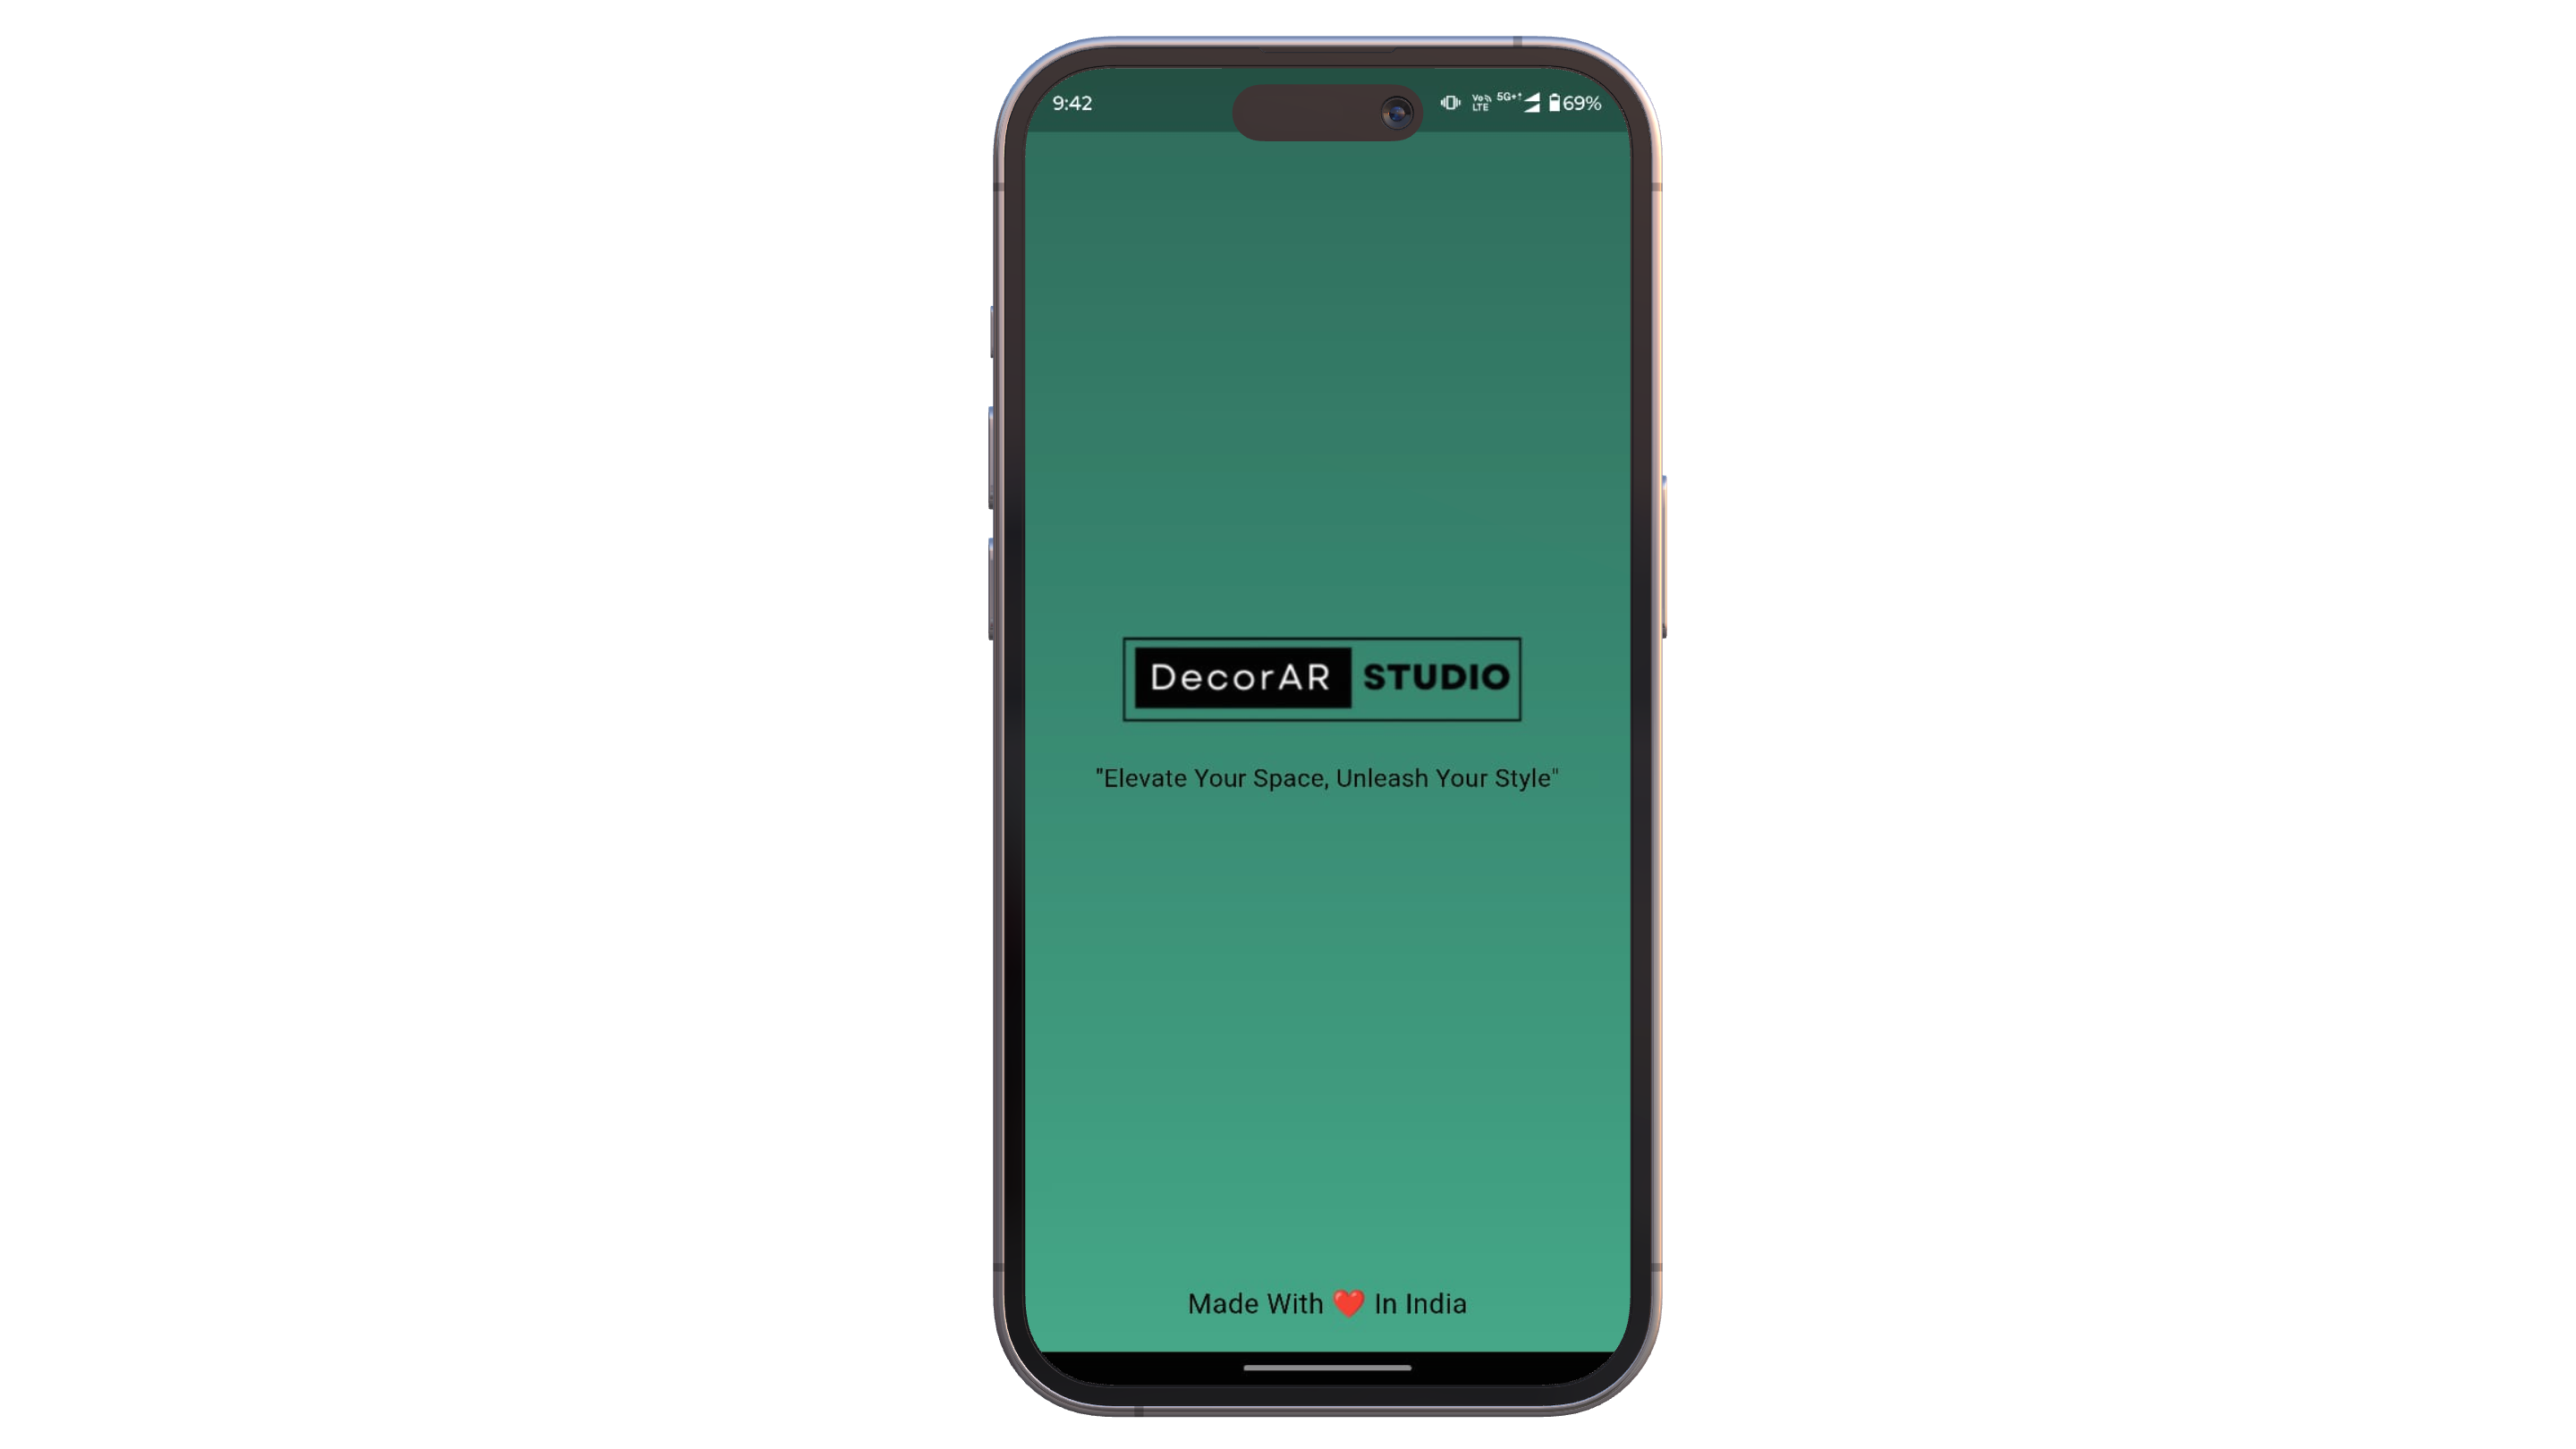 9:42 Vo LTE 5G+ 69%
DecorAR STUDIO
"Elevate Your Space, Unleash Your Style"
Made With ❤️ In India